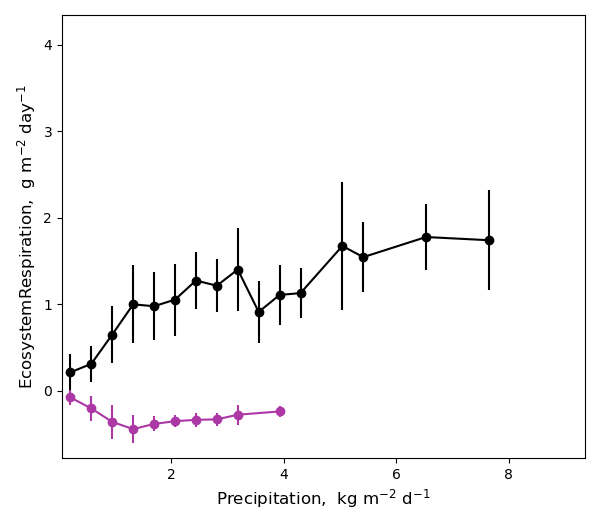 4
3
2
1
0
EcosystemRespiration, g m⁻² day⁻¹
2 4 6 8
Precipitation, kg m⁻² d⁻¹